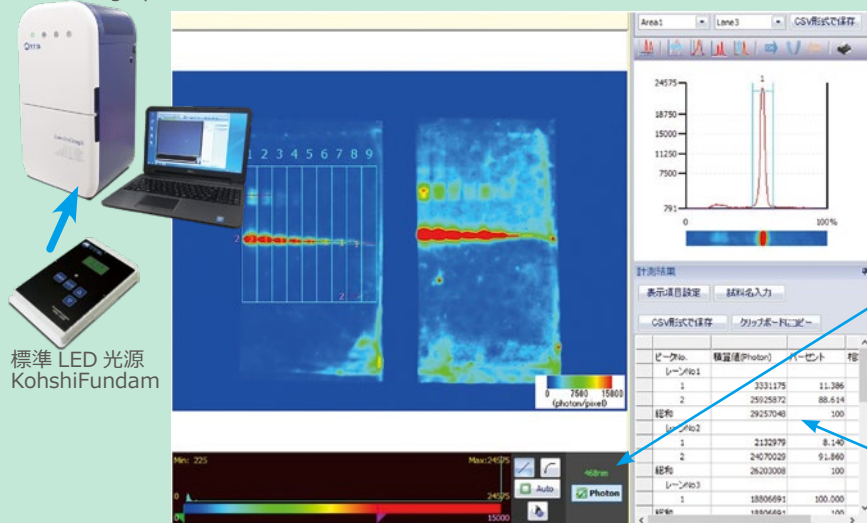 標準 LED 光源
KohshiFundam
1 2 3 4 5 6 7 8 9
2
2
0 7500 15000
(photon/pixel)
Min: 225
Max:24575
0
24575
0
15000
Auto
468nm
Photon
Area1
Lane3
CSV形式で保存
1
24575
18750
15000
11250
7500
791
0
100%
計測結果
表示項目設定
試料名入力
CSV形式で保存
クリップボードにコピー
ピークNo.
積算値(Photon)
パーセント
レーンNo1
1 3331175 11.386
2 25925872 88.614
総和 29257048 100
レーンNo2
1 2132979 8.140
2 24070029 91.860
総和 26203008 100
レーンNo3
1 18806691 100.000
総和 18806691 100